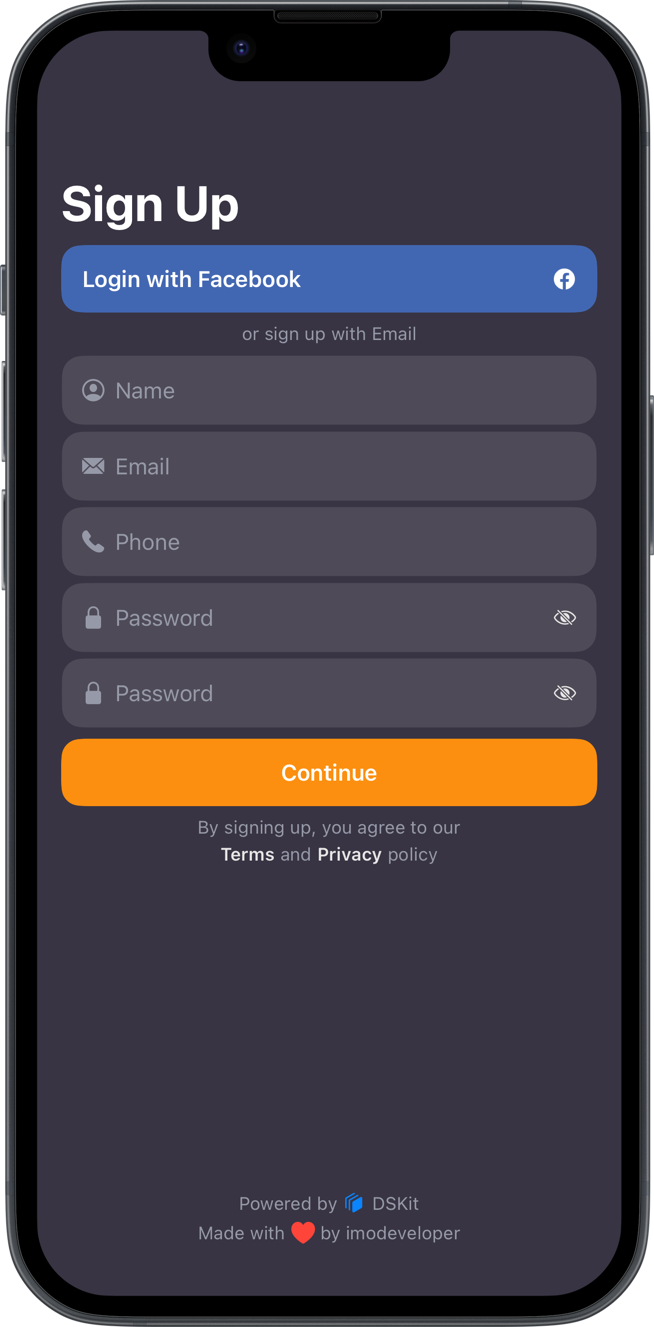 Sign Up
Login with Facebook
or sign up with Email
Name
Email
Phone
Password
Password
Continue
By signing up, you agree to our
Terms and Privacy policy
Powered by DSKit
Made with ❤️ by imodeveloper